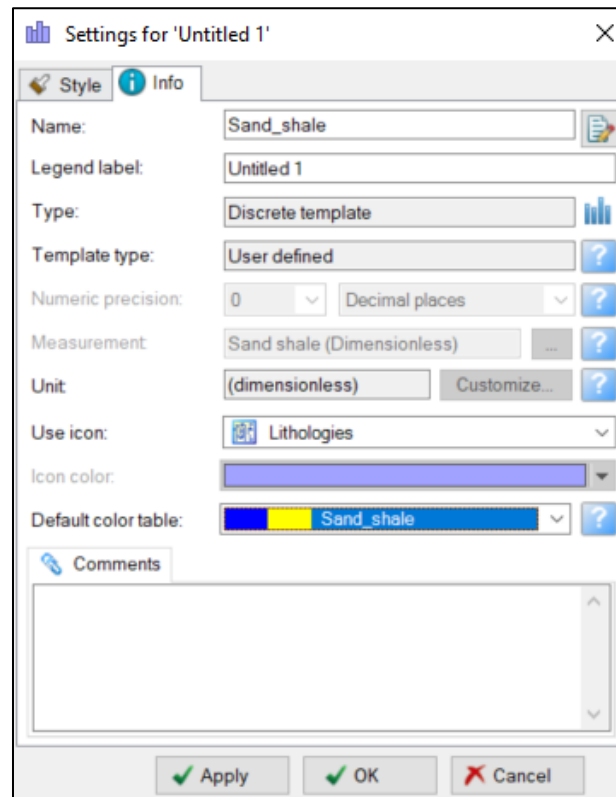 Settings for 'Untitled 1'
Style Info
Name: Sand_shale
Legend label: Untitled 1
Type: Discrete template
Template type: User defined
Numeric precision: 0 Decimal places
Measurement Sand shale (Dimensionless) ...
Unit (dimensionless) Customize...
Use icon: Lithologies
Icon color:
Default color table: Sand_shale
Comments
Apply OK Cancel